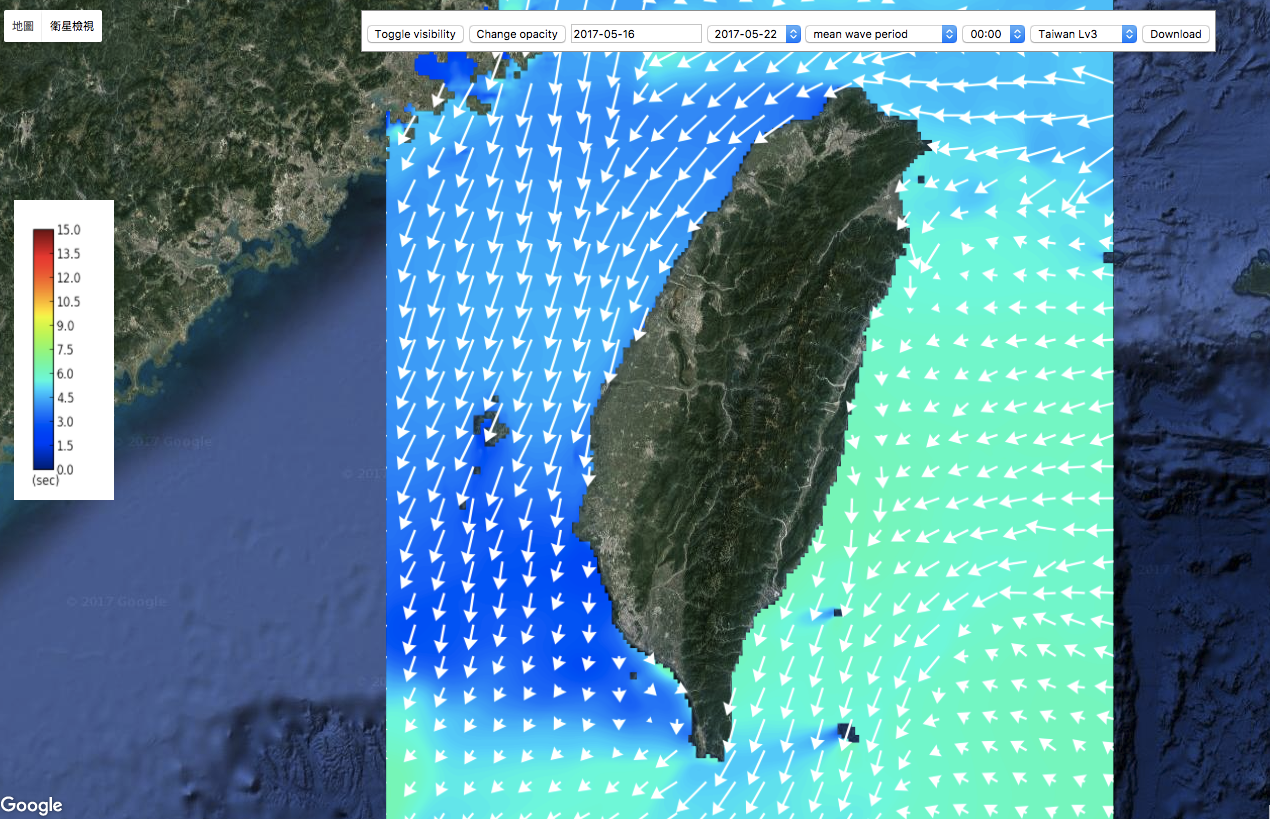 地圖 衛星檢視
Toggle visibility Change opacity 2017-05-16 2017-05-22 mean wave period 00:00 Taiwan Lv3 Download
15.0
13.5
12.0
10.5
9.0
7.5
6.0
4.5
3.0
1.5
0.0
(sec)
© 2017 Google
© 2017 Google
Google